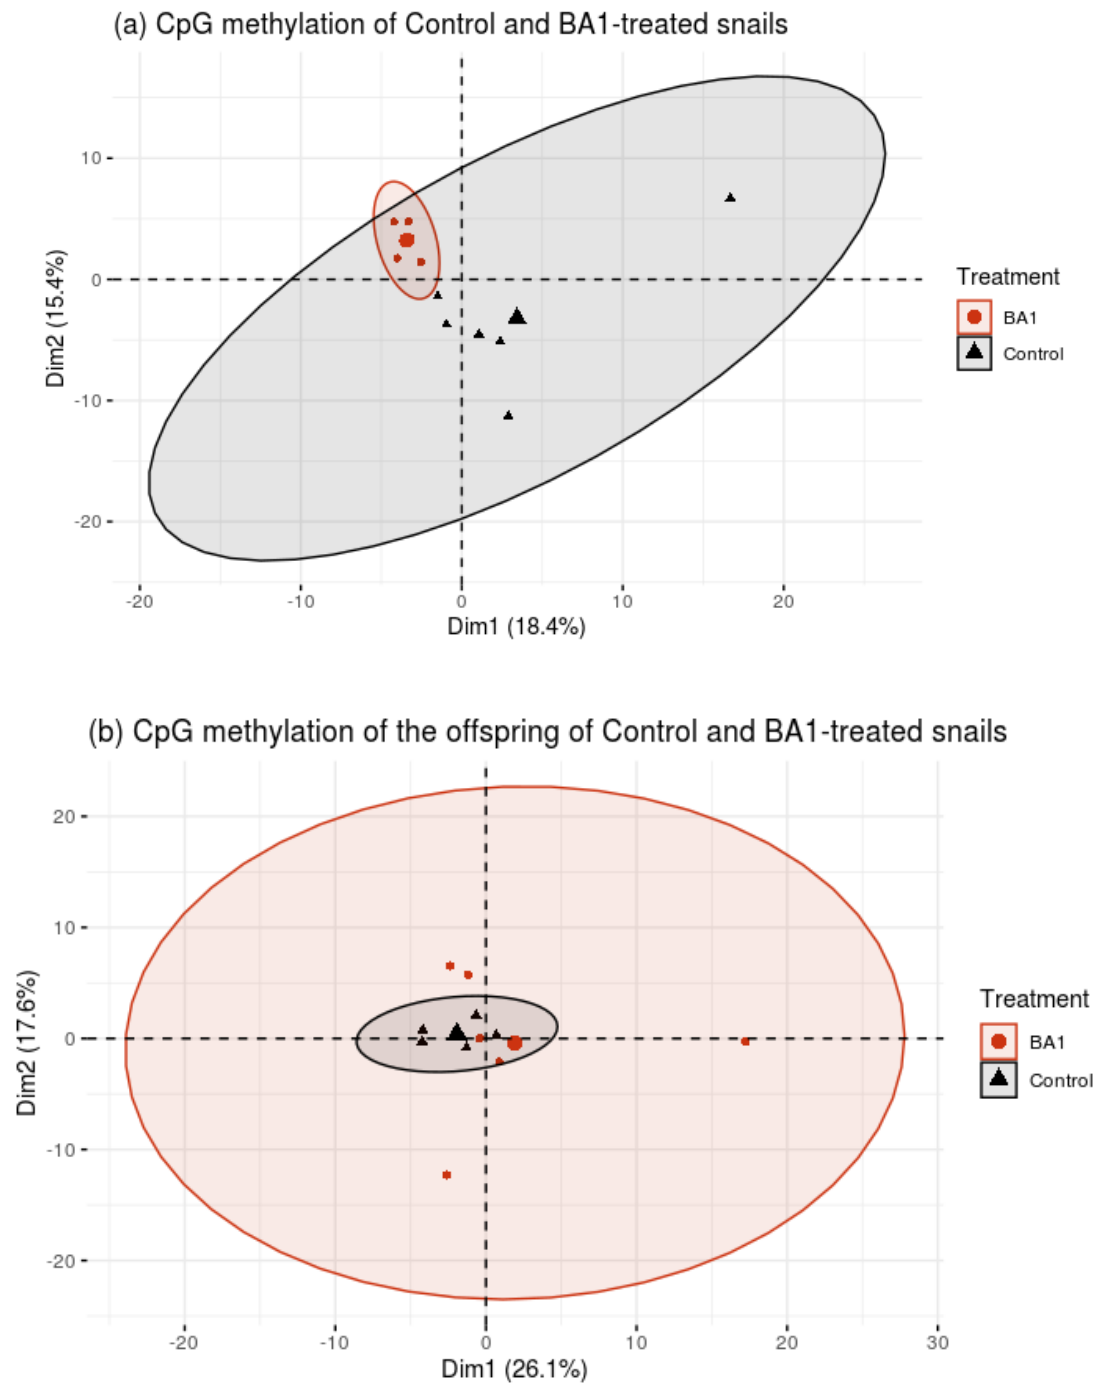 (a) CpG methylation of Control and BA1-treated snails
10
0
-10
-20
Dim2 (15.4%)
-20 -10 0 10 20
Dim1 (18.4%)
Treatment
BA1
Control
(b) CpG methylation of the offspring of Control and BA1-treated snails
20
10
0
-10
-20
Dim2 (17.6%)
-20 -10 0 10 20 30
Dim1 (26.1%)
Treatment
BA1
Control